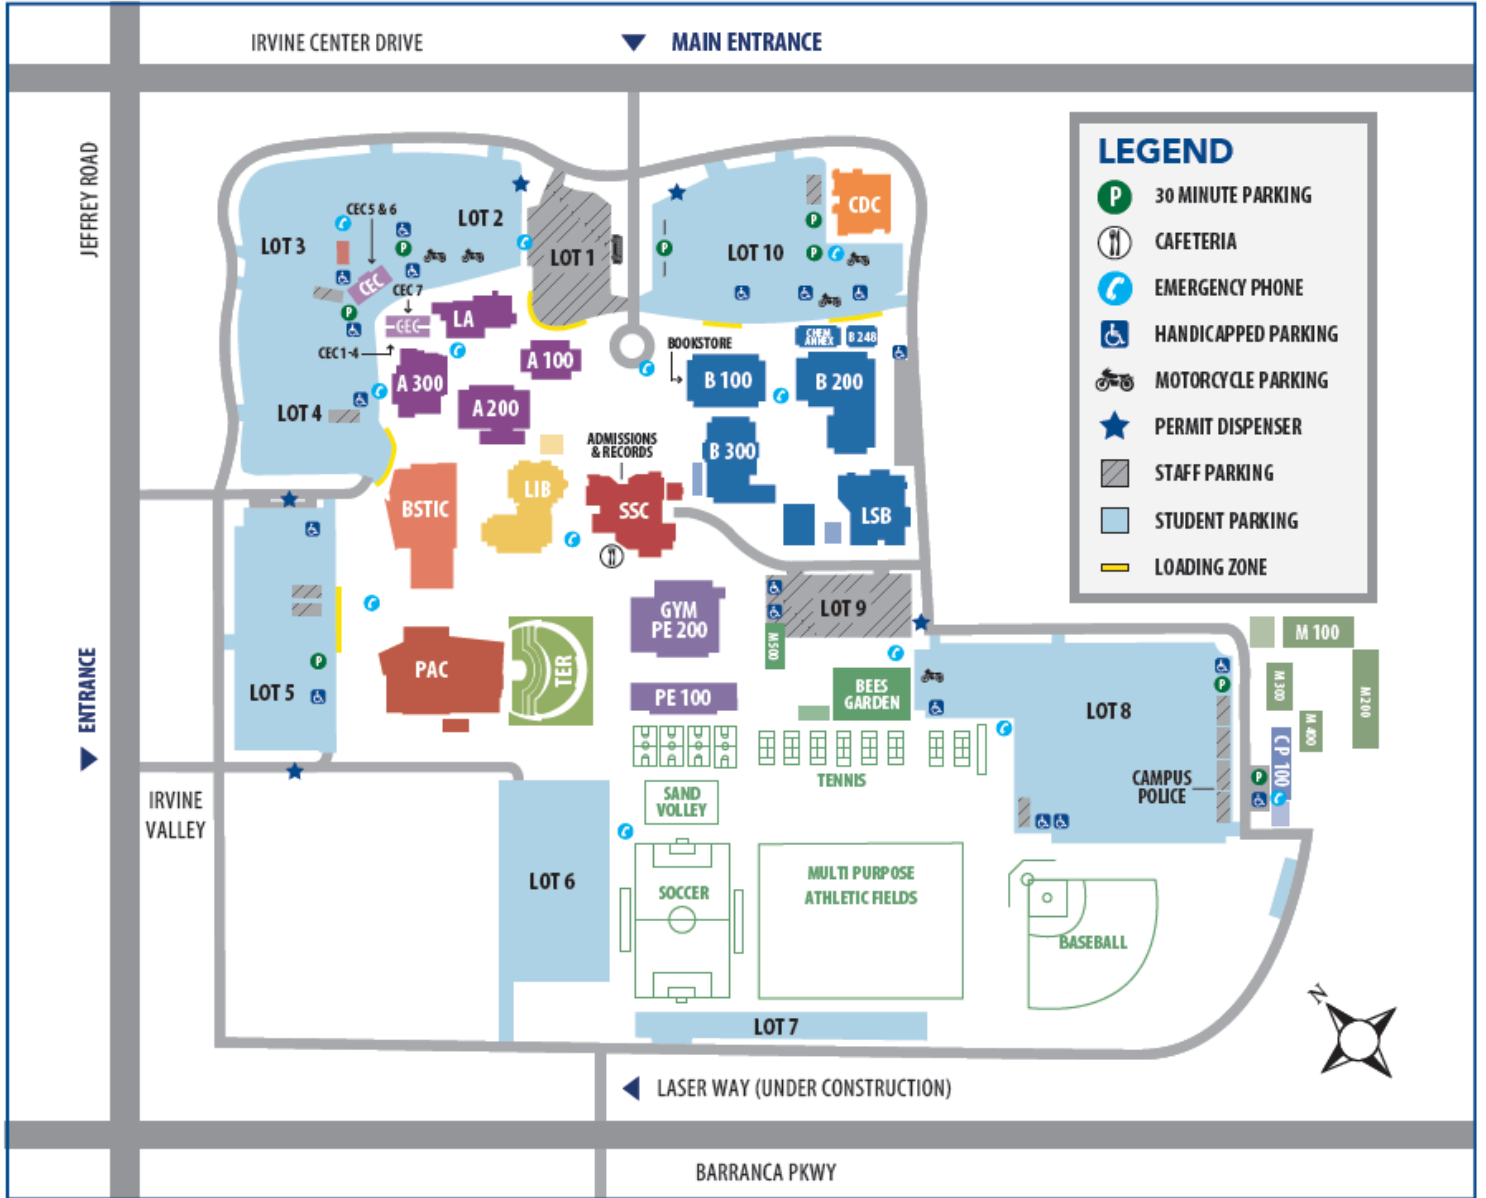 IRVINE CENTER DRIVE
MAIN ENTRANCE
JEFFREY ROAD
LEGEND
P 30 MINUTE PARKING
CAFETERIA
EMERGENCY PHONE
HANDICAPPED PARKING
MOTORCYCLE PARKING
PERMIT DISPENSER
STAFF PARKING
STUDENT PARKING
LOADING ZONE
CEC 5 & 6
LOT 2
LOT 3
P
CEC
CEC 7
P
CEC
CEC 1-4
LA
LOT 1
P
LOT 10
P
P
CDC
BOOKSTORE
CHEM
ANNEX
B 248
A 100
A 300
A 200
B 100
B 200
LOT 4
ADMISSIONS
& RECORDS
B 300
BSTIC
LIB
SSC
LSB
LOT 9
GYM
PE 200
M 500
P
LOT 5
PAC
TER
PE 100
BEES
GARDEN
M 100
M 300
M200
M 400
P
LOT 8
C P 100
CAMPUS
POLICE
P
ENTRANCE
IRVINE
VALLEY
TENNIS
SAND
VOLLEY
LOT 6
SOCCER
MULTI PURPOSE
ATHLETIC FIELDS
BASEBALL
N
LOT 7
LASER WAY (UNDER CONSTRUCTION)
BARRANCA PKWY